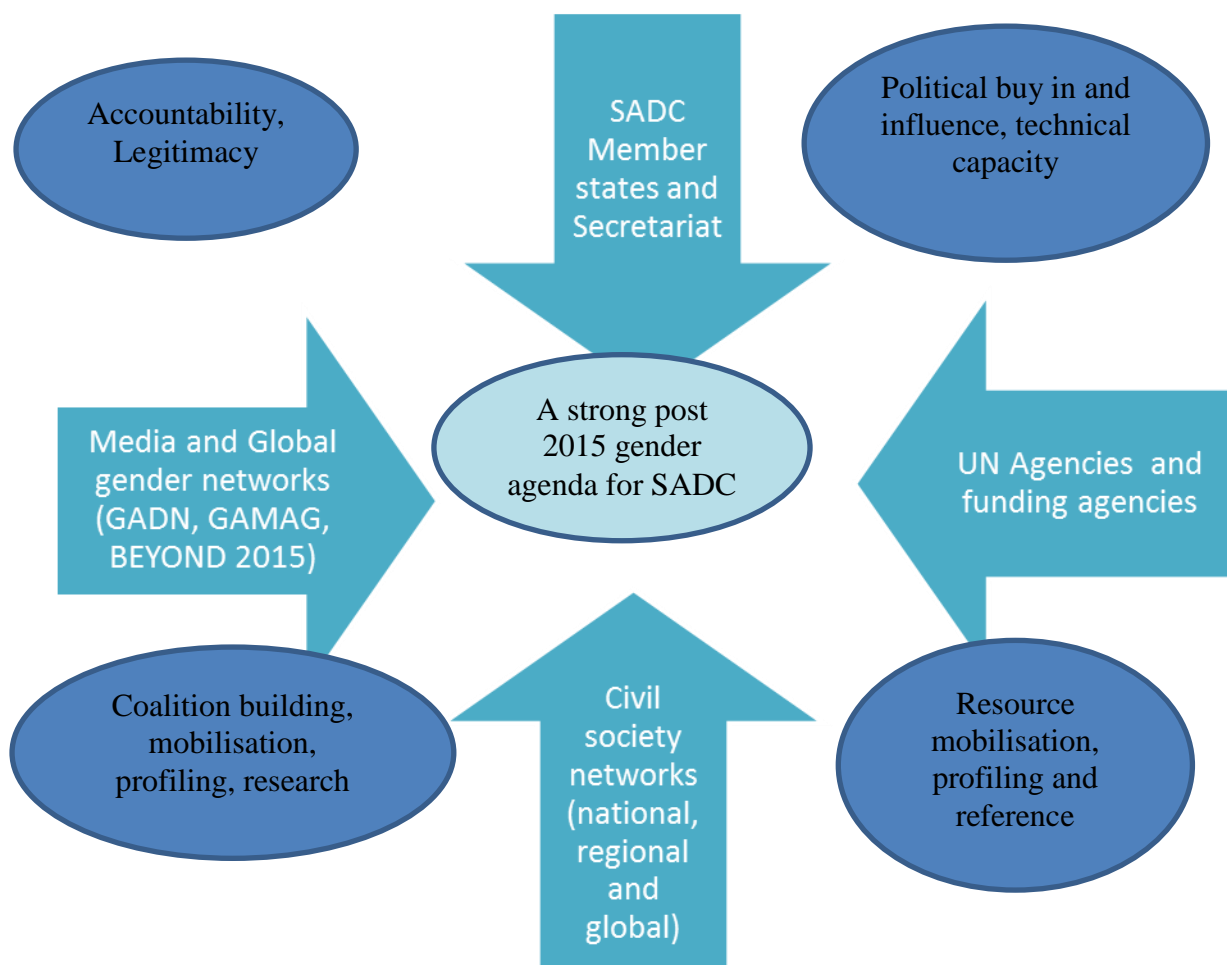 Accountability,
Legitimacy
SADC
Member
states and
Secretariat
Political buy in and
influence, technical
capacity
Media and Global
gender networks
(GADN, GAMAG,
BEYOND 2015)
A strong post
2015 gender
agenda for SADC
UN Agencies and
funding agencies
Coalition building,
mobilisation,
profiling, research
Civil
society
networks
(national,
regional
and
global)
Resource
mobilisation,
profiling and
reference